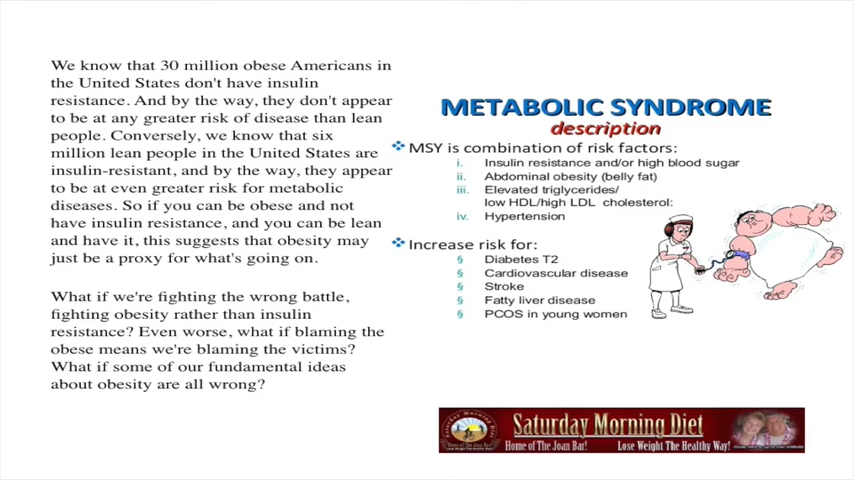 We know that 30 million obese Americans in
the United States don't have insulin
resistance. And by the way, they don't appear
to be at any greater risk of disease than lean
people. Conversely, we know that six
million lean people in the United States are
insulin-resistant, and by the way, they appear
to be at even greater risk for metabolic
diseases. So if you can be obese and not
have insulin resistance, and you can be lean
and have it, this suggests that obesity may
just be a proxy for what's going on.
What if we're fighting the wrong battle,
fighting obesity rather than insulin
resistance? Even worse, what if blaming the
obese means we're blaming the victims?
What if some of our fundamental ideas
about obesity are all wrong?
METABOLIC SYNDROME
description
❖ MSY is combination of risk factors:
i. Insulin resistance and/or high blood sugar
ii. Abdominal obesity (belly fat)
iii. Elevated triglycerides/
low HDL/high LDL cholesterol:
iv. Hypertension
❖ Increase risk for:
§ Diabetes T2
§ Cardiovascular disease
§ Stroke
§ Fatty liver disease
§ PCOS in young women
Saturday Morning Diet
Home of The Joan Bar! Lose Weight The Healthy Way!